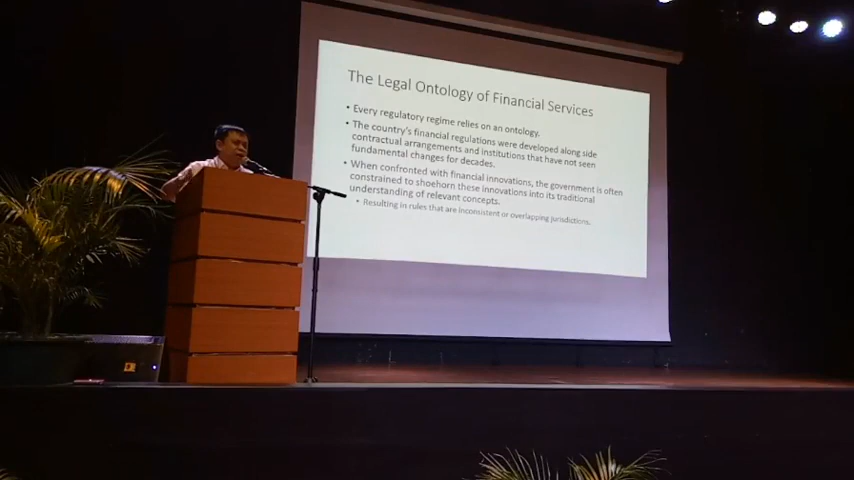 The Legal Ontology of Financial Services
• Every regulatory regime relies on an ontology.
• The country's financial regulations were developed along side
contractual arrangements and institutions that have not seen
fundamental changes for decades.
• When confronted with financial innovations, the government is often
constrained to shoehorn these innovations into its traditional
understanding of relevant concepts.
• Resulting in rules that are inconsistent or overlapping jurisdictions.